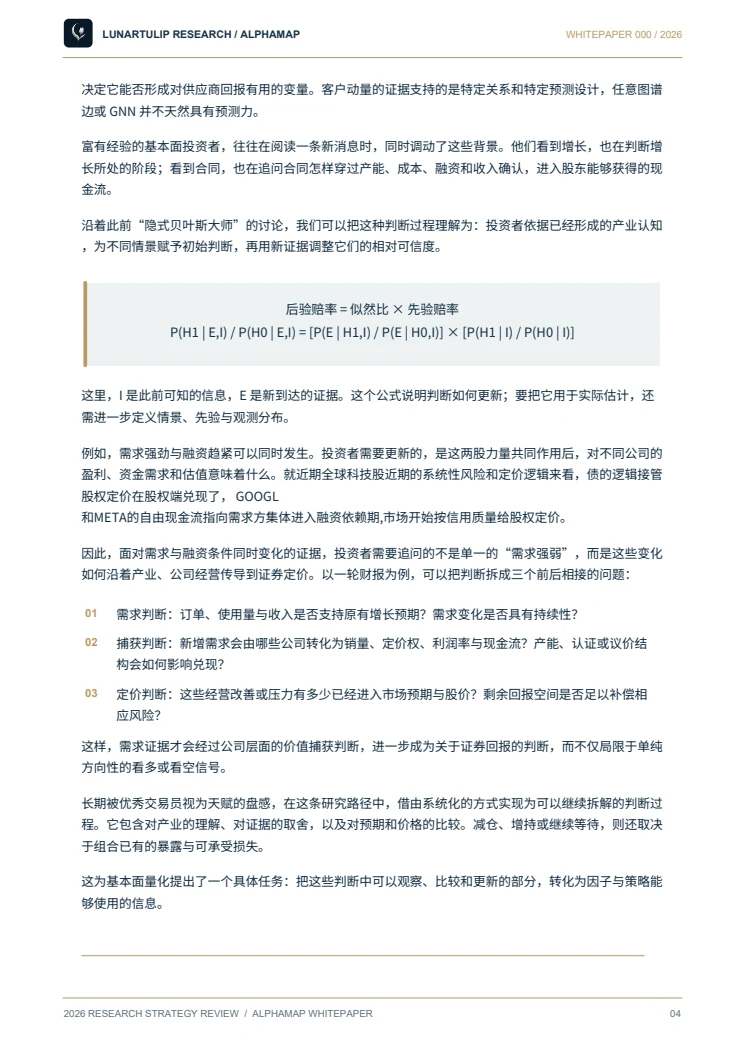 LUNARTULIP RESEARCH / ALPHAMAP
WHITEPAPER 000 / 2026
决定它能否形成对供应商回报有用的变量。客户动量的证据支持的是特定关系和特定预测设计，任意图谱
边或 GNN 并不天然具有预测力。
富有经验的基本面投资者，往往在阅读一条新消息时，同时调动了这些背景。他们看到增长，也在判断增
长所处的阶段；看到合同，也在追问合同怎样穿过产能、成本、融资和收入确认，进入股东能够获得的现
金流。
沿着此前“隐式贝叶斯大师”的讨论，我们可以把这种判断过程理解为：投资者依据已经形成的产业认知
，为不同情景赋予初始判断，再用新证据调整它们的相对可信度。
后验赔率 = 似然比 × 先验赔率
P(H1 | E,I) / P(H0 | E,I) = [P(E | H1,I) / P(E | H0,I)] × [P(H1 | I) / P(H0 | I)]
这里，I 是此前可知的信息，E 是新到达的证据。这个公式说明判断如何更新；要把它用于实际估计，还
需进一步定义情景、先验与观测分布。
例如，需求强劲与融资趋紧可以同时发生。投资者需要更新的，是这两股力量共同作用后，对不同公司的
盈利、资金需求和估值意味着什么。就近期全球科技股近期的系统性风险和定价逻辑来看，债的逻辑接管
股权定价在股权端兑现了， GOOGL
和META的自由现金流指向需求方集体进入融资依赖期,市场开始按信用质量给股权定价。
因此，面对需求与融资条件同时变化的证据，投资者需要追问的不是单一的“需求强弱”，而是这些变化
如何沿着产业、公司经营传导到证券定价。以一轮财报为例，可以把判断拆成三个前后相接的问题：
01 需求判断：订单、使用量与收入是否支持原有增长预期？需求变化是否具有持续性？
02 捕获判断：新增需求会由哪些公司转化为销量、定价权、利润率与现金流？产能、认证或议价结
构会如何影响兑现？
03 定价判断：这些经营改善或压力有多少已经进入市场预期与股价？剩余回报空间是否足以补偿相
应风险？
这样，需求证据才会经过公司层面的价值捕获判断，进一步成为关于证券回报的判断，而不仅局限于单纯
方向性的看多或看空信号。
长期被优秀交易员视为天赋的盘感，在这条研究路径中，借由系统化的方式实现为可以继续拆解的判断过
程。它包含对产业的理解、对证据的取舍，以及对预期和价格的比较。减仓、增持或继续等待，则还取决
于组合已有的暴露与可承受损失。
这为基本面量化提出了一个具体任务：把这些判断中可以观察、比较和更新的部分，转化为因子与策略能
够使用的信息。
2026 RESEARCH STRATEGY REVIEW / ALPHAMAP WHITEPAPER
04